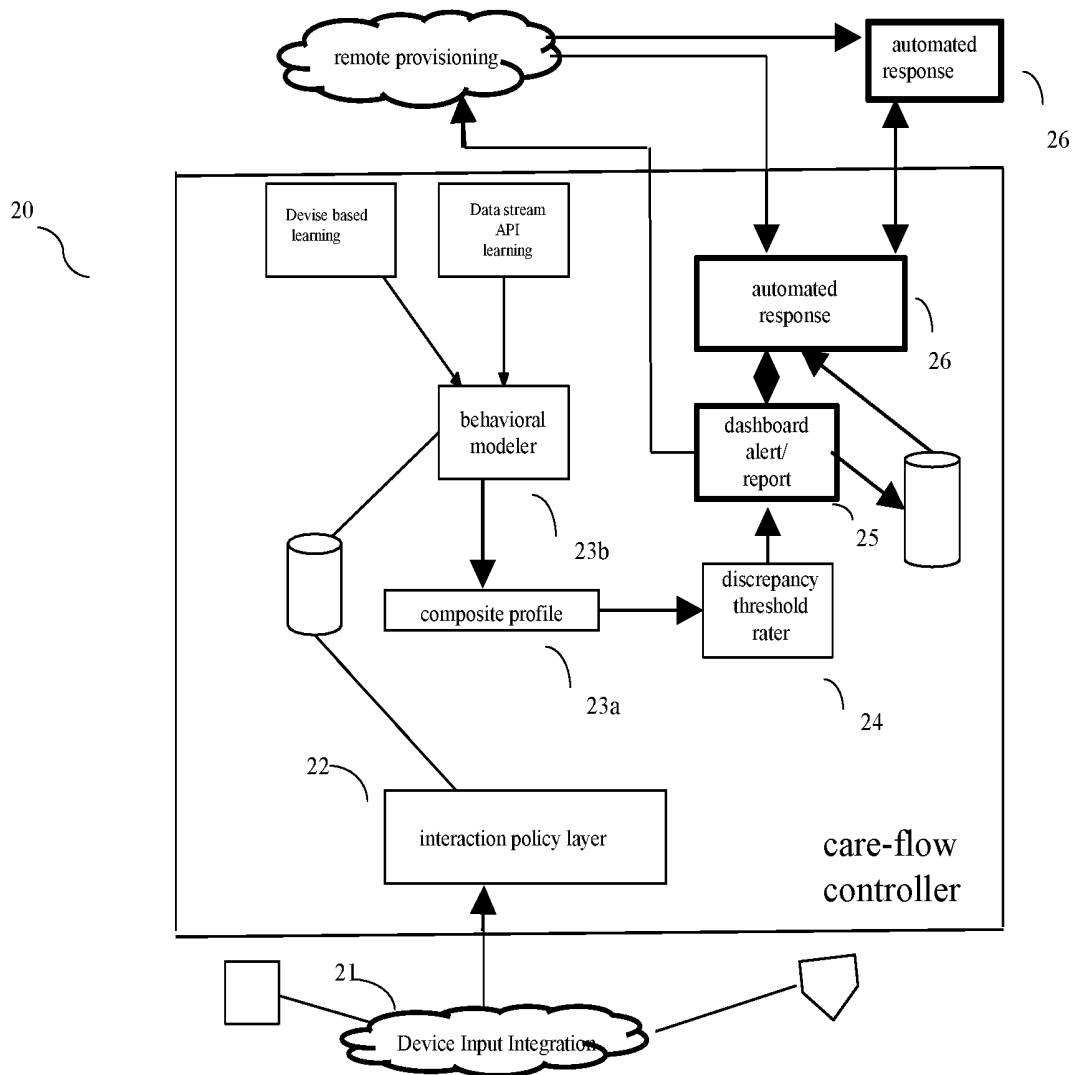 remote provisioning
automated
response
26
20
Devise based
learning
Data stream
API
learning
automated
response
26
behavioral
modeler
dashboard
alert/
report
25
23b
discrepancy
threshold
rater
composite profile
23a
24
22
interaction policy layer
care-flow
controller
21
Device Input Integration